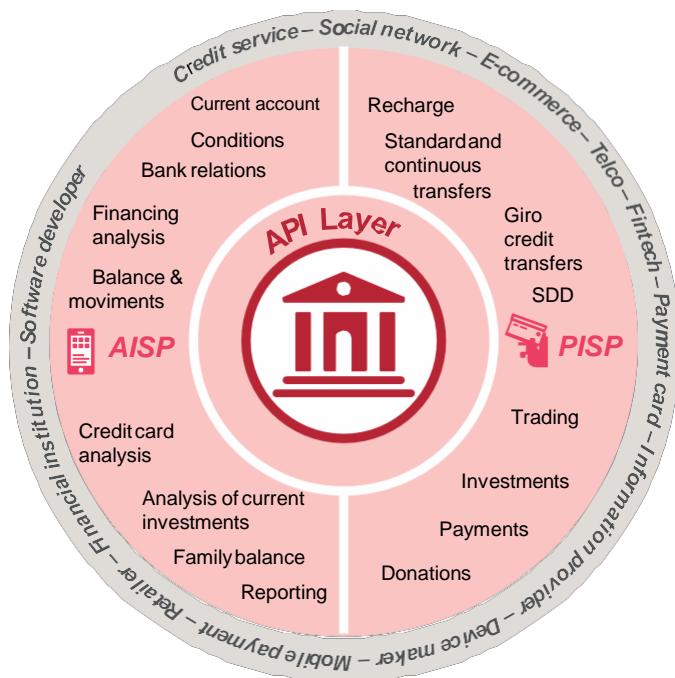 Credit service – Social network – E-commerce – Telco – Fintech – Payment card – Information provider – Device maker – Mobile payment – Retailer – Financial institution – Software developer
Current account
Conditions
Bank relations
Financing
analysis
Balance &
moviments
AISP
Credit card
analysis
Analysis of current
investments
Family balance
Reporting
API Layer
Recharge
Standard and
continuous
transfers
Giro
credit
transfers
SDD
PISP
Trading
Investments
Payments
Donations